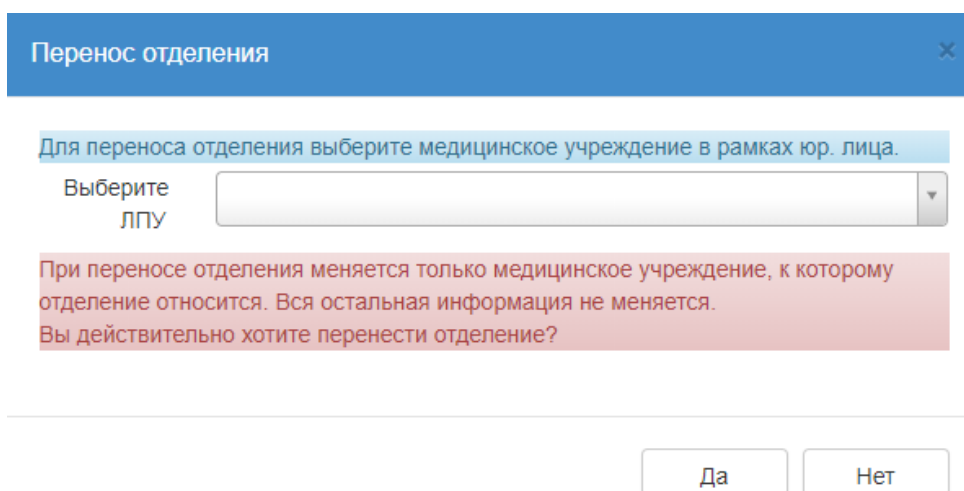 Перенос отделения
×
Для переноса отделения выберите медицинское учреждение в рамках юр. лица.
Выберите
ЛПУ
При переносе отделения меняется только медицинское учреждение, к которому
отделение относится. Вся остальная информация не меняется.
Вы действительно хотите перенести отделение?
Да
Нет